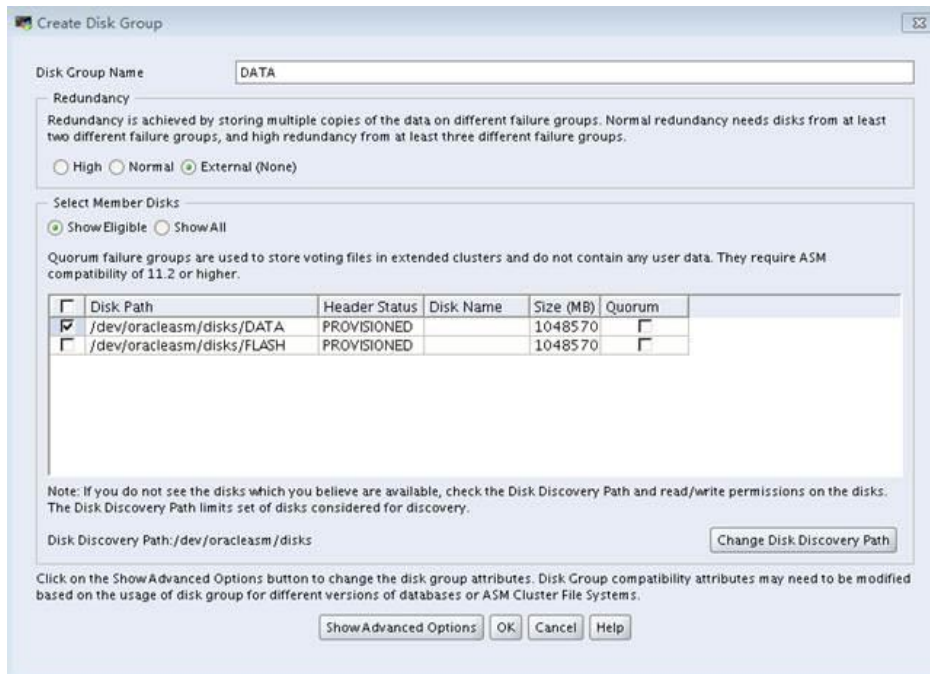 Create Disk Group
Disk Group Name DATA
Redundancy
Redundancy is achieved by storing multiple copies of the data on different failure groups. Normal redundancy needs disks from at least
two different failure groups, and high redundancy from at least three different failure groups.
High Normal External (None)
Select Member Disks
Show Eligible Show All
Quorum failure groups are used to store voting files in extended clusters and do not contain any user data. They require ASM
compatibility of 11.2 or higher.
Disk Path Header Status Disk Name Size (MB) Quorum
/dev/oracleasm/disks/DATA PROVISIONED 1048570
/dev/oracleasm/disks/FLASH PROVISIONED 1048570
Note: If you do not see the disks which you believe are available, check the Disk Discovery Path and read/write permissions on the disks.
The Disk Discovery Path limits set of disks considered for discovery.
Disk Discovery Path:/dev/oracleasm/disks Change Disk Discovery Path
Click on the Show Advanced Options button to change the disk group attributes. Disk Group compatibility attributes may need to be modified
based on the usage of disk group for different versions of databases or ASM Cluster File Systems.
Show Advanced Options OK Cancel Help